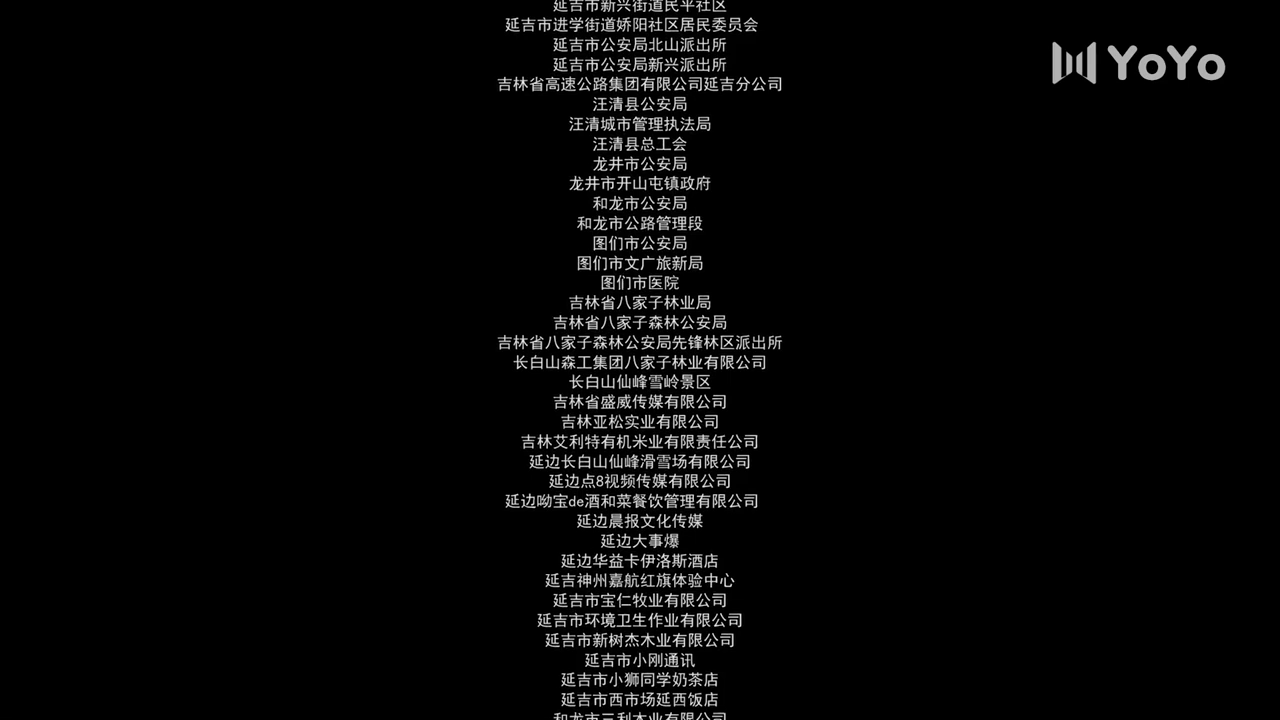 延吉市新兴街道民平社区
延吉市进学街道娇阳社区居民委员会
延吉市公安局北山派出所
延吉市公安局新兴派出所
吉林省高速公路集团有限公司延吉分公司
汪清县公安局
汪清城市管理执法局
汪清县总工会
龙井市公安局
龙井市开山屯镇政府
和龙市公安局
和龙市公路管理段
图们市公安局
图们市文广旅新局
图们市医院
吉林省八家子林业局
吉林省八家子森林公安局
吉林省八家子森林公安局先锋林区派出所
长白山森工集团八家子林业有限公司
长白山仙峰雪岭景区
吉林省盛威传媒有限公司
吉林亚松实业有限公司
吉林艾利特有机米业有限责任公司
延边长白山仙峰滑雪场有限公司
延边点8视频传媒有限公司
延边呦宝de酒和菜餐饮管理有限公司
延边晨报文化传媒
延边大事爆
延边华益卡伊洛斯酒店
延吉神州嘉航红旗体验中心
延吉市宝仁牧业有限公司
延吉市环境卫生作业有限公司
延吉市新树杰木业有限公司
延吉市小刚通讯
延吉市小狮同学奶茶店
延吉市西市场延西饭店
和龙市三利木业有限公司
YoYo